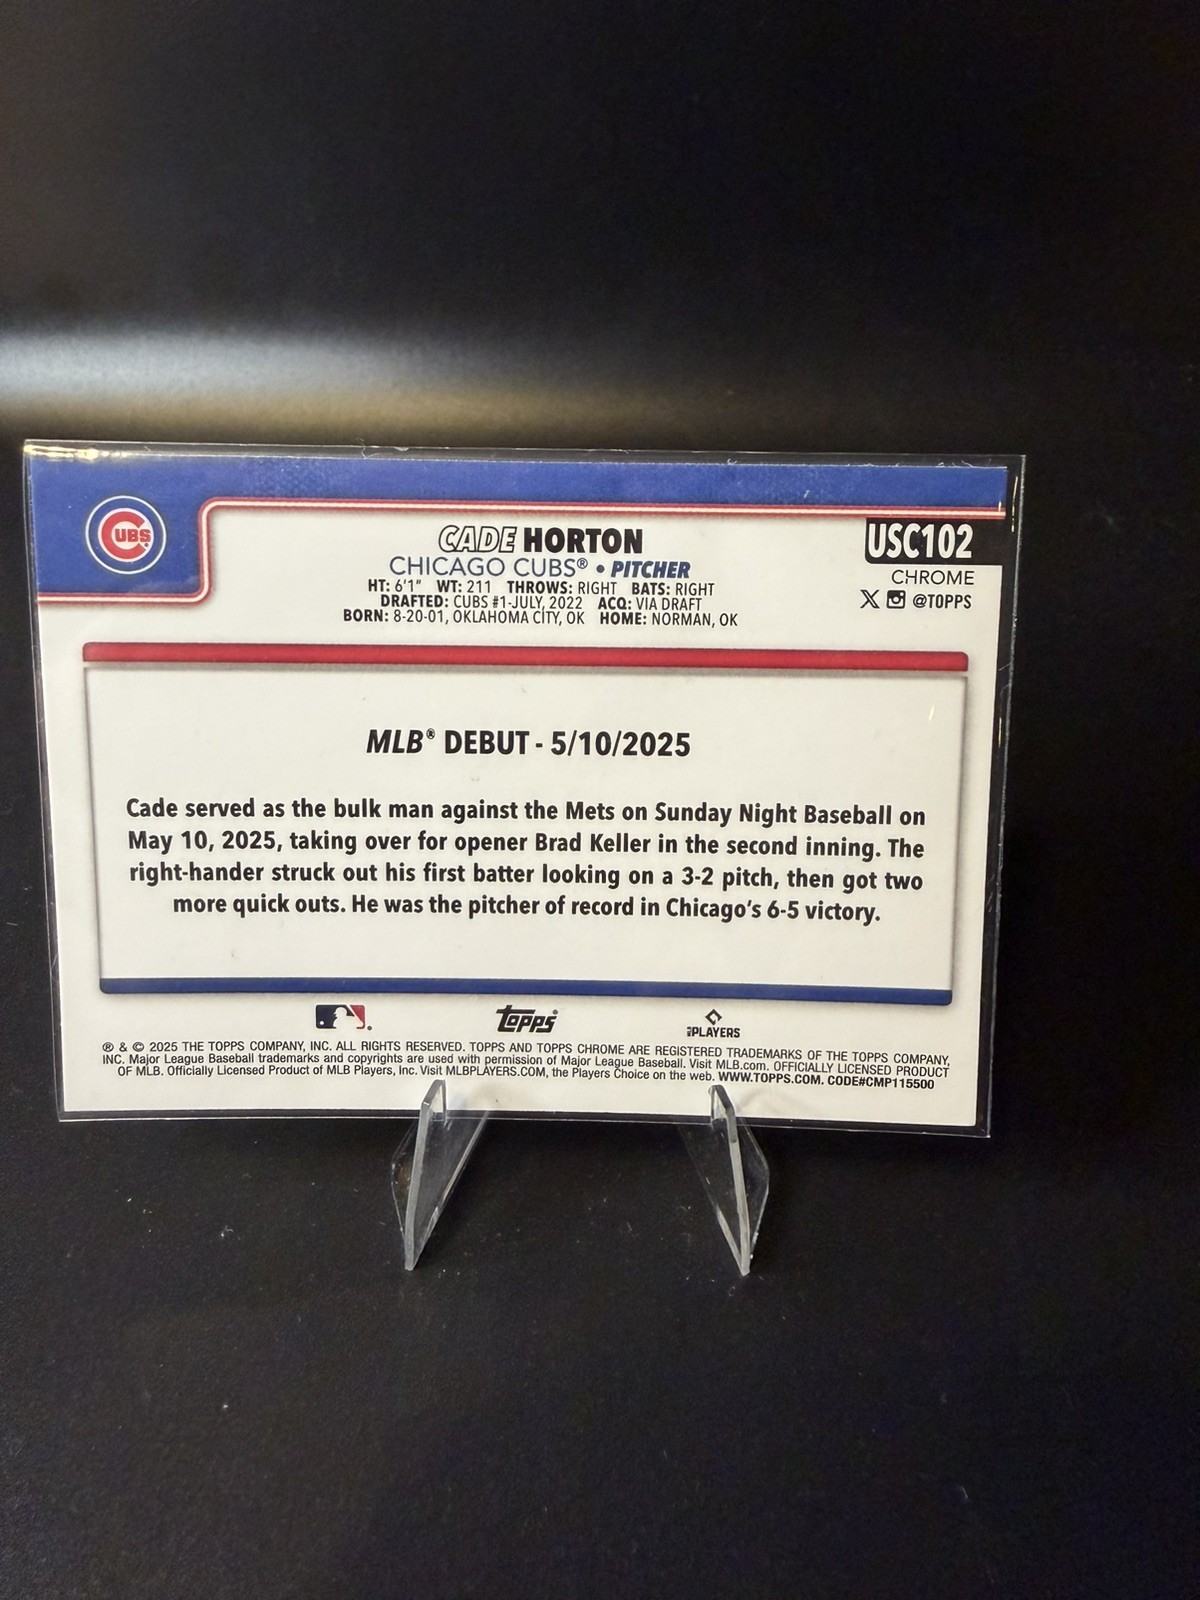 CUBS
CADE HORTON
CHICAGO CUBS® • PITCHER
HT: 6'1" WT: 211 THROWS: RIGHT BATS: RIGHT
DRAFTED: CUBS #1-JULY, 2022 ACQ: VIA DRAFT
BORN: 8-20-01, OKLAHOMA CITY, OK HOME: NORMAN, OK
USC102
CHROME
@TOPPS
MLB® DEBUT - 5/10/2025
Cade served as the bulk man against the Mets on Sunday Night Baseball on
May 10, 2025, taking over for opener Brad Keller in the second inning. The
right-hander struck out his first batter looking on a 3-2 pitch, then got two
more quick outs. He was the pitcher of record in Chicago's 6-5 victory.
topps
MLBPLAYERS
® & © 2025 THE TOPPS COMPANY, INC. ALL RIGHTS RESERVED. TOPPS AND TOPPS CHROME ARE REGISTERED TRADEMARKS OF THE TOPPS COMPANY,
INC. Major League Baseball trademarks and copyrights are used with permission of Major League Baseball. Visit MLB.com. OFFICIALLY LICENSED PRODUCT
OF MLB. Officially Licensed Product of MLB Players, Inc. Visit MLBPLAYERS.COM, the Players Choice on the web. WWW.TOPPS.COM. CODE#CMP115500